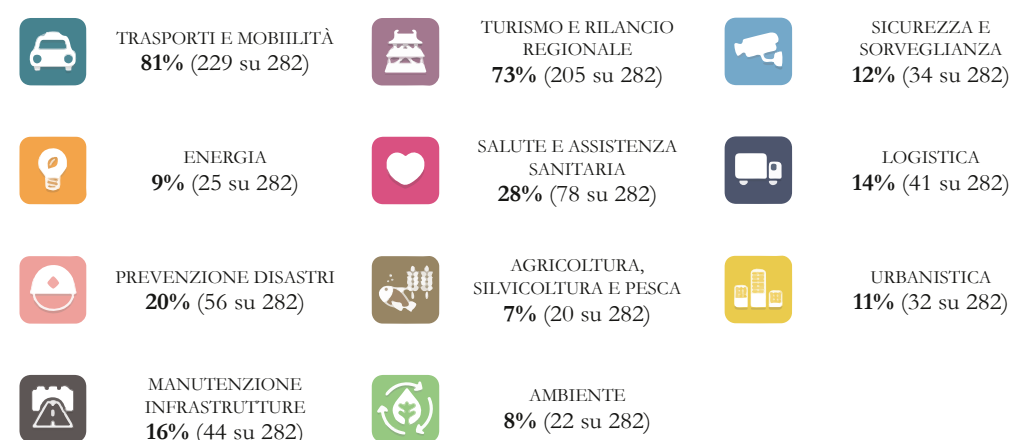 TRASPORTI E MOBIILITÀ
81% (229 su 282)
TURISMO E RILANCIO
REGIONALE
73% (205 su 282)
SICUREZZA E
SORVEGLIANZA
12% (34 su 282)
ENERGIA
9% (25 su 282)
SALUTE E ASSISTENZA
SANITARIA
28% (78 su 282)
LOGISTICA
14% (41 su 282)
PREVENZIONE DISASTRI
20% (56 su 282)
AGRICOLTURA,
SILVICOLTURA E PESCA
7% (20 su 282)
URBANISTICA
11% (32 su 282)
MANUTENZIONE
INFRASTRUTTURE
16% (44 su 282)
AMBIENTE
8% (22 su 282)